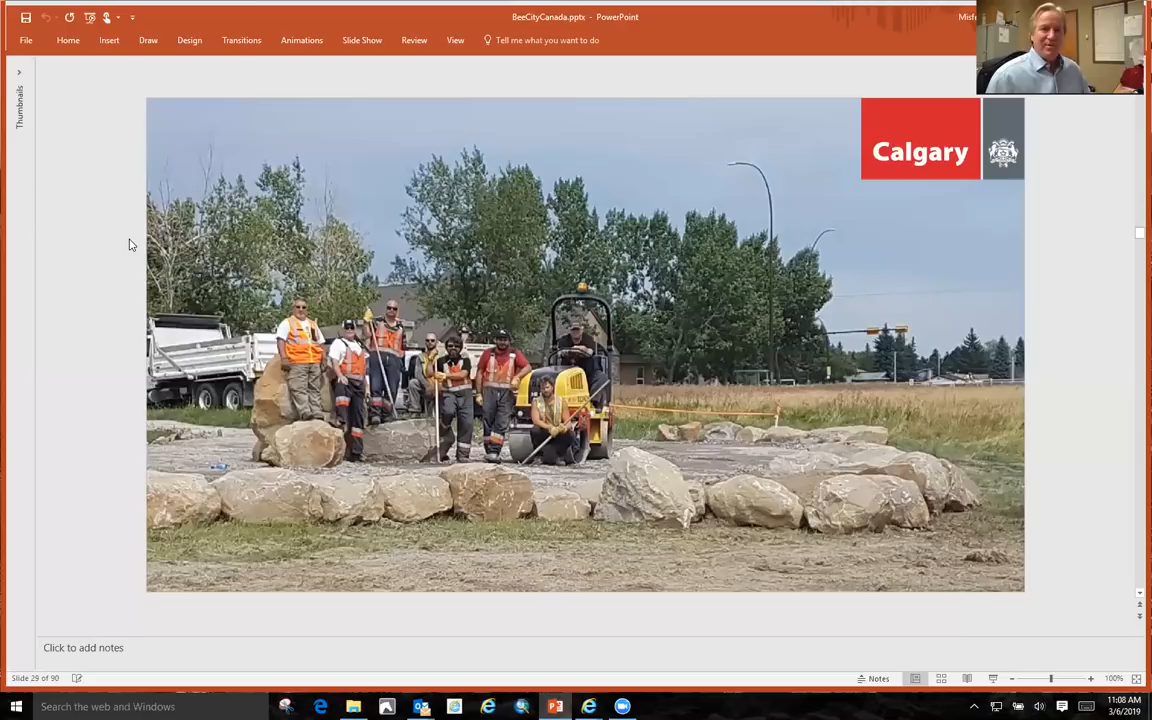 BeeCityCanada.pptx - PowerPoint
Misfe
File Home Insert Draw Design Transitions Animations Slide Show Review View Tell me what you want to do
Thumbnails
Calgary
Click to add notes
Slide 29 of 90
Notes
100%
Search the web and Windows
11:08 AM
3/6/2019